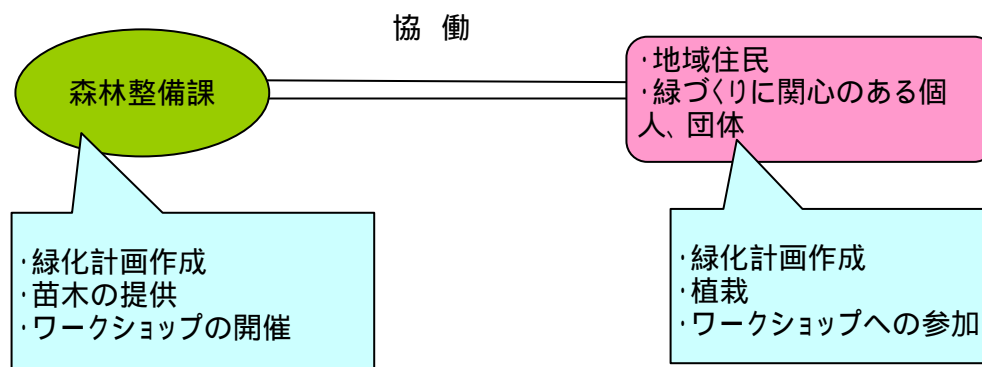 協 働
森林整備課
・地域住民
・緑づくりに関心のある個
人、団体
・緑化計画作成
・苗木の提供
・ワークショップの開催
・緑化計画作成
・植栽
・ワークショップへの参加